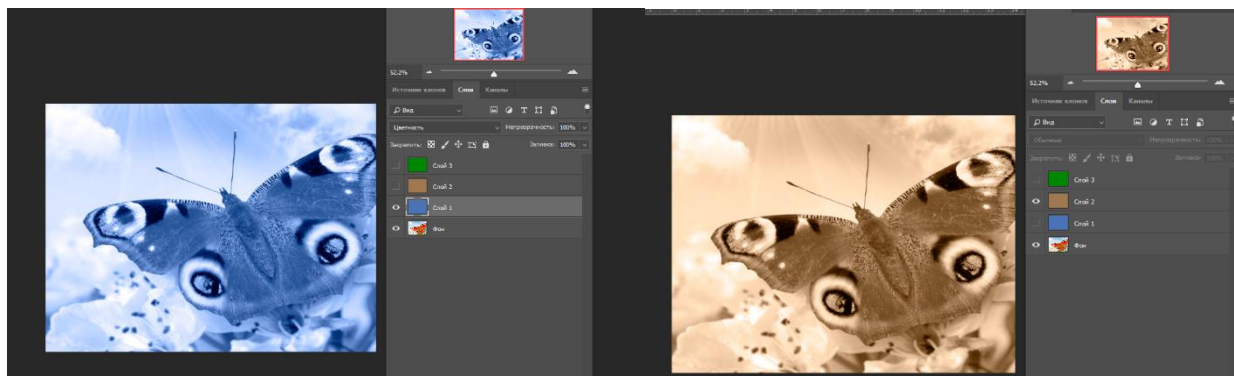 52,2%
Источник клонов Слои Каналы
Вид
Цветность Непрозрачность: 100%
Закрепить: Заливка: 100%
Слой 3
Слой 2
Слой 1
Фон
52,2%
Источник клонов Слои Каналы
Вид
Обычные Непрозрачность: 100%
Закрепить: Заливка: 100%
Слой 3
Слой 2
Слой 1
Фон